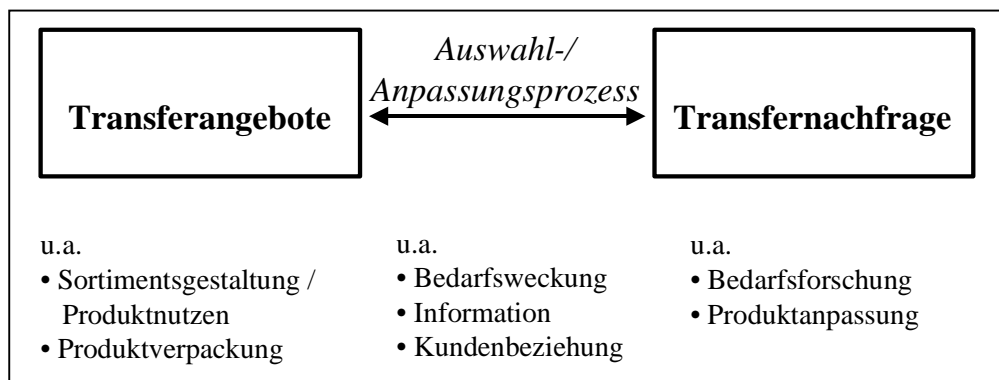 Auswahl-/
Anpassungsprozess
Transferangebote
Transfernachfrage
u.a.
• Sortimentsgestaltung /
Produktnutzen
• Produktverpackung
u.a.
• Bedarfsweckung
• Information
• Kundenbeziehung
u.a.
• Bedarfsforschung
• Produktanpassung